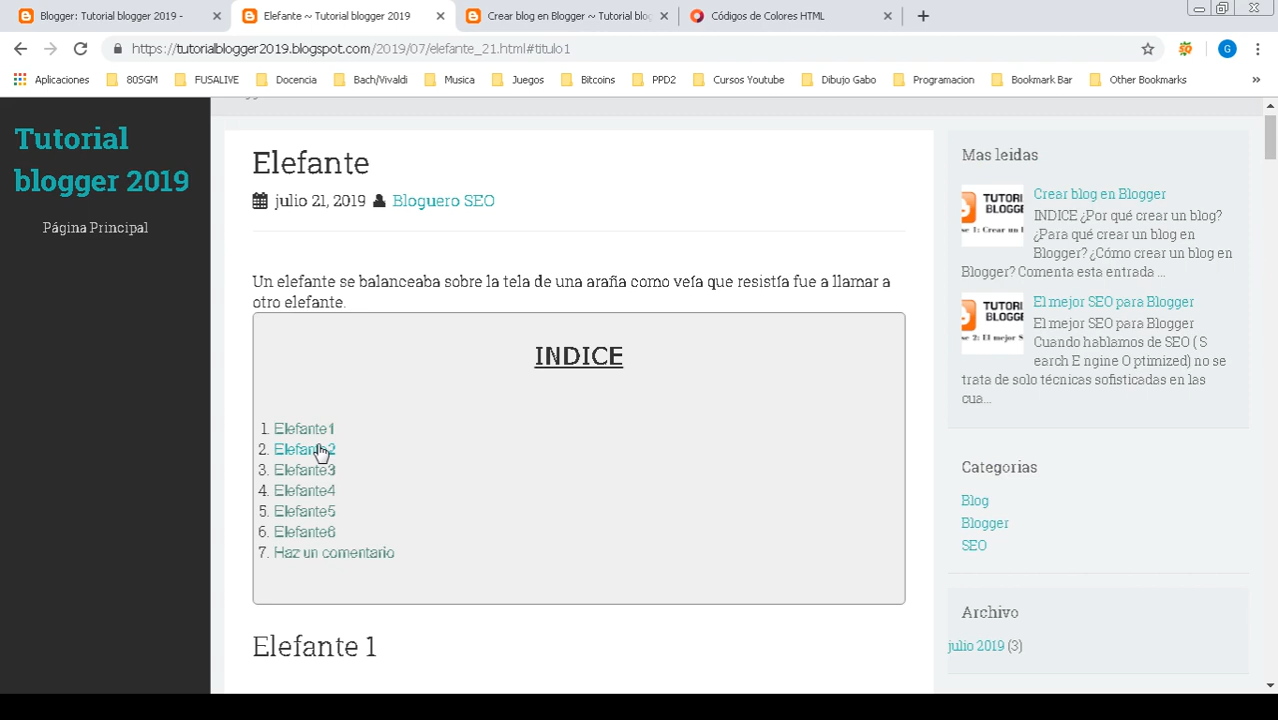 Blogger: Tutorial blogger 2019 -
Elefante ~ Tutorial blogger 2019
Crear blog en Blogger ~ Tutorial blo
Códigos de Colores HTML
https://tutorialblogger2019.blogspot.com/2019/07/elefante_21.html#titulo1
G
Aplicaciones
80SGM
FUSALIVE
Docencia
Bach/Vivaldi
Musica
Juegos
Bitcoins
PPD2
Cursos Youtube
Dibujo Gabo
Programacion
Bookmark Bar
Other Bookmarks
Tutorial
blogger 2019
Página Principal
Elefante
julio 21, 2019 Bloguero SEO
Un elefante se balanceaba sobre la tela de una araña como veía que resistía fue a llamar a
otro elefante.
INDICE
1. Elefante1
2. Elefante2
3. Elefante3
4. Elefante4
5. Elefante5
6. Elefante6
7. Haz un comentario
Elefante 1
Mas leidas
TUTOR
BLOGG
Crear blog en Blogger
INDICE ¿Por qué crear un blog?
¿Para qué crear un blog en
Blogger? ¿Cómo crear un blog en
Blogger? Comenta esta entrada ...
TUTOR
BLOGG
El mejor SEO para Blogger
El mejor SEO para Blogger
Cuando hablamos de SEO ( S
earch E ngine O ptimized) no se
trata de solo técnicas sofisticadas en las
cua...
Categorias
Blog
Blogger
SEO
Archivo
julio 2019 (3)